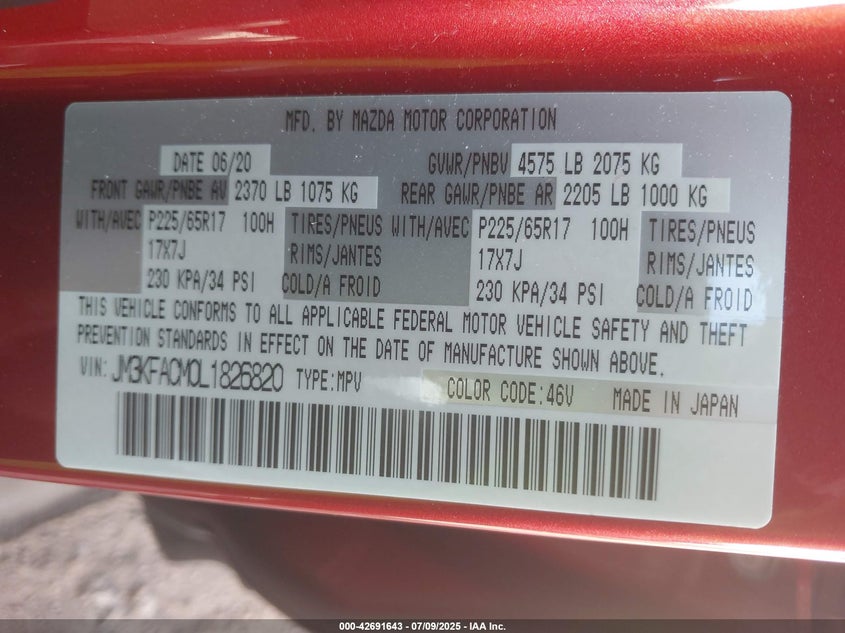 MFD. BY MAZDA MOTOR CORPORATION
DATE 06/20 GVWR/PNBV 4575 LB 2075 KG
FRONT GAWR/PNBE AV 2370 LB 1075 KG REAR GAWR/PNBE AR 2205 LB 1000 KG
WITH/AVEC P225/65R17 100H TIRES/PNEUS WITH/AVEC P225/65R17 100H TIRES/PNEUS
17X7J RIMS/JANTES 17X7J RIMS/JANTES
230 KPA/34 PSI COLD/A FROID 230 KPA/34 PSI COLD/A FROID
THIS VEHICLE CONFORMS TO ALL APPLICABLE FEDERAL MOTOR VEHICLE SAFETY AND THEFT
PREVENTION STANDARDS IN EFFECT ON THE DATE OF MANUFACTURE SHOWN ABOVE.
VIN: JM3KFACM0L1826820 TYPE:MPV COLOR CODE:46V MADE IN JAPAN
000-42691643 / 07/09/2025 - IAA Inc.